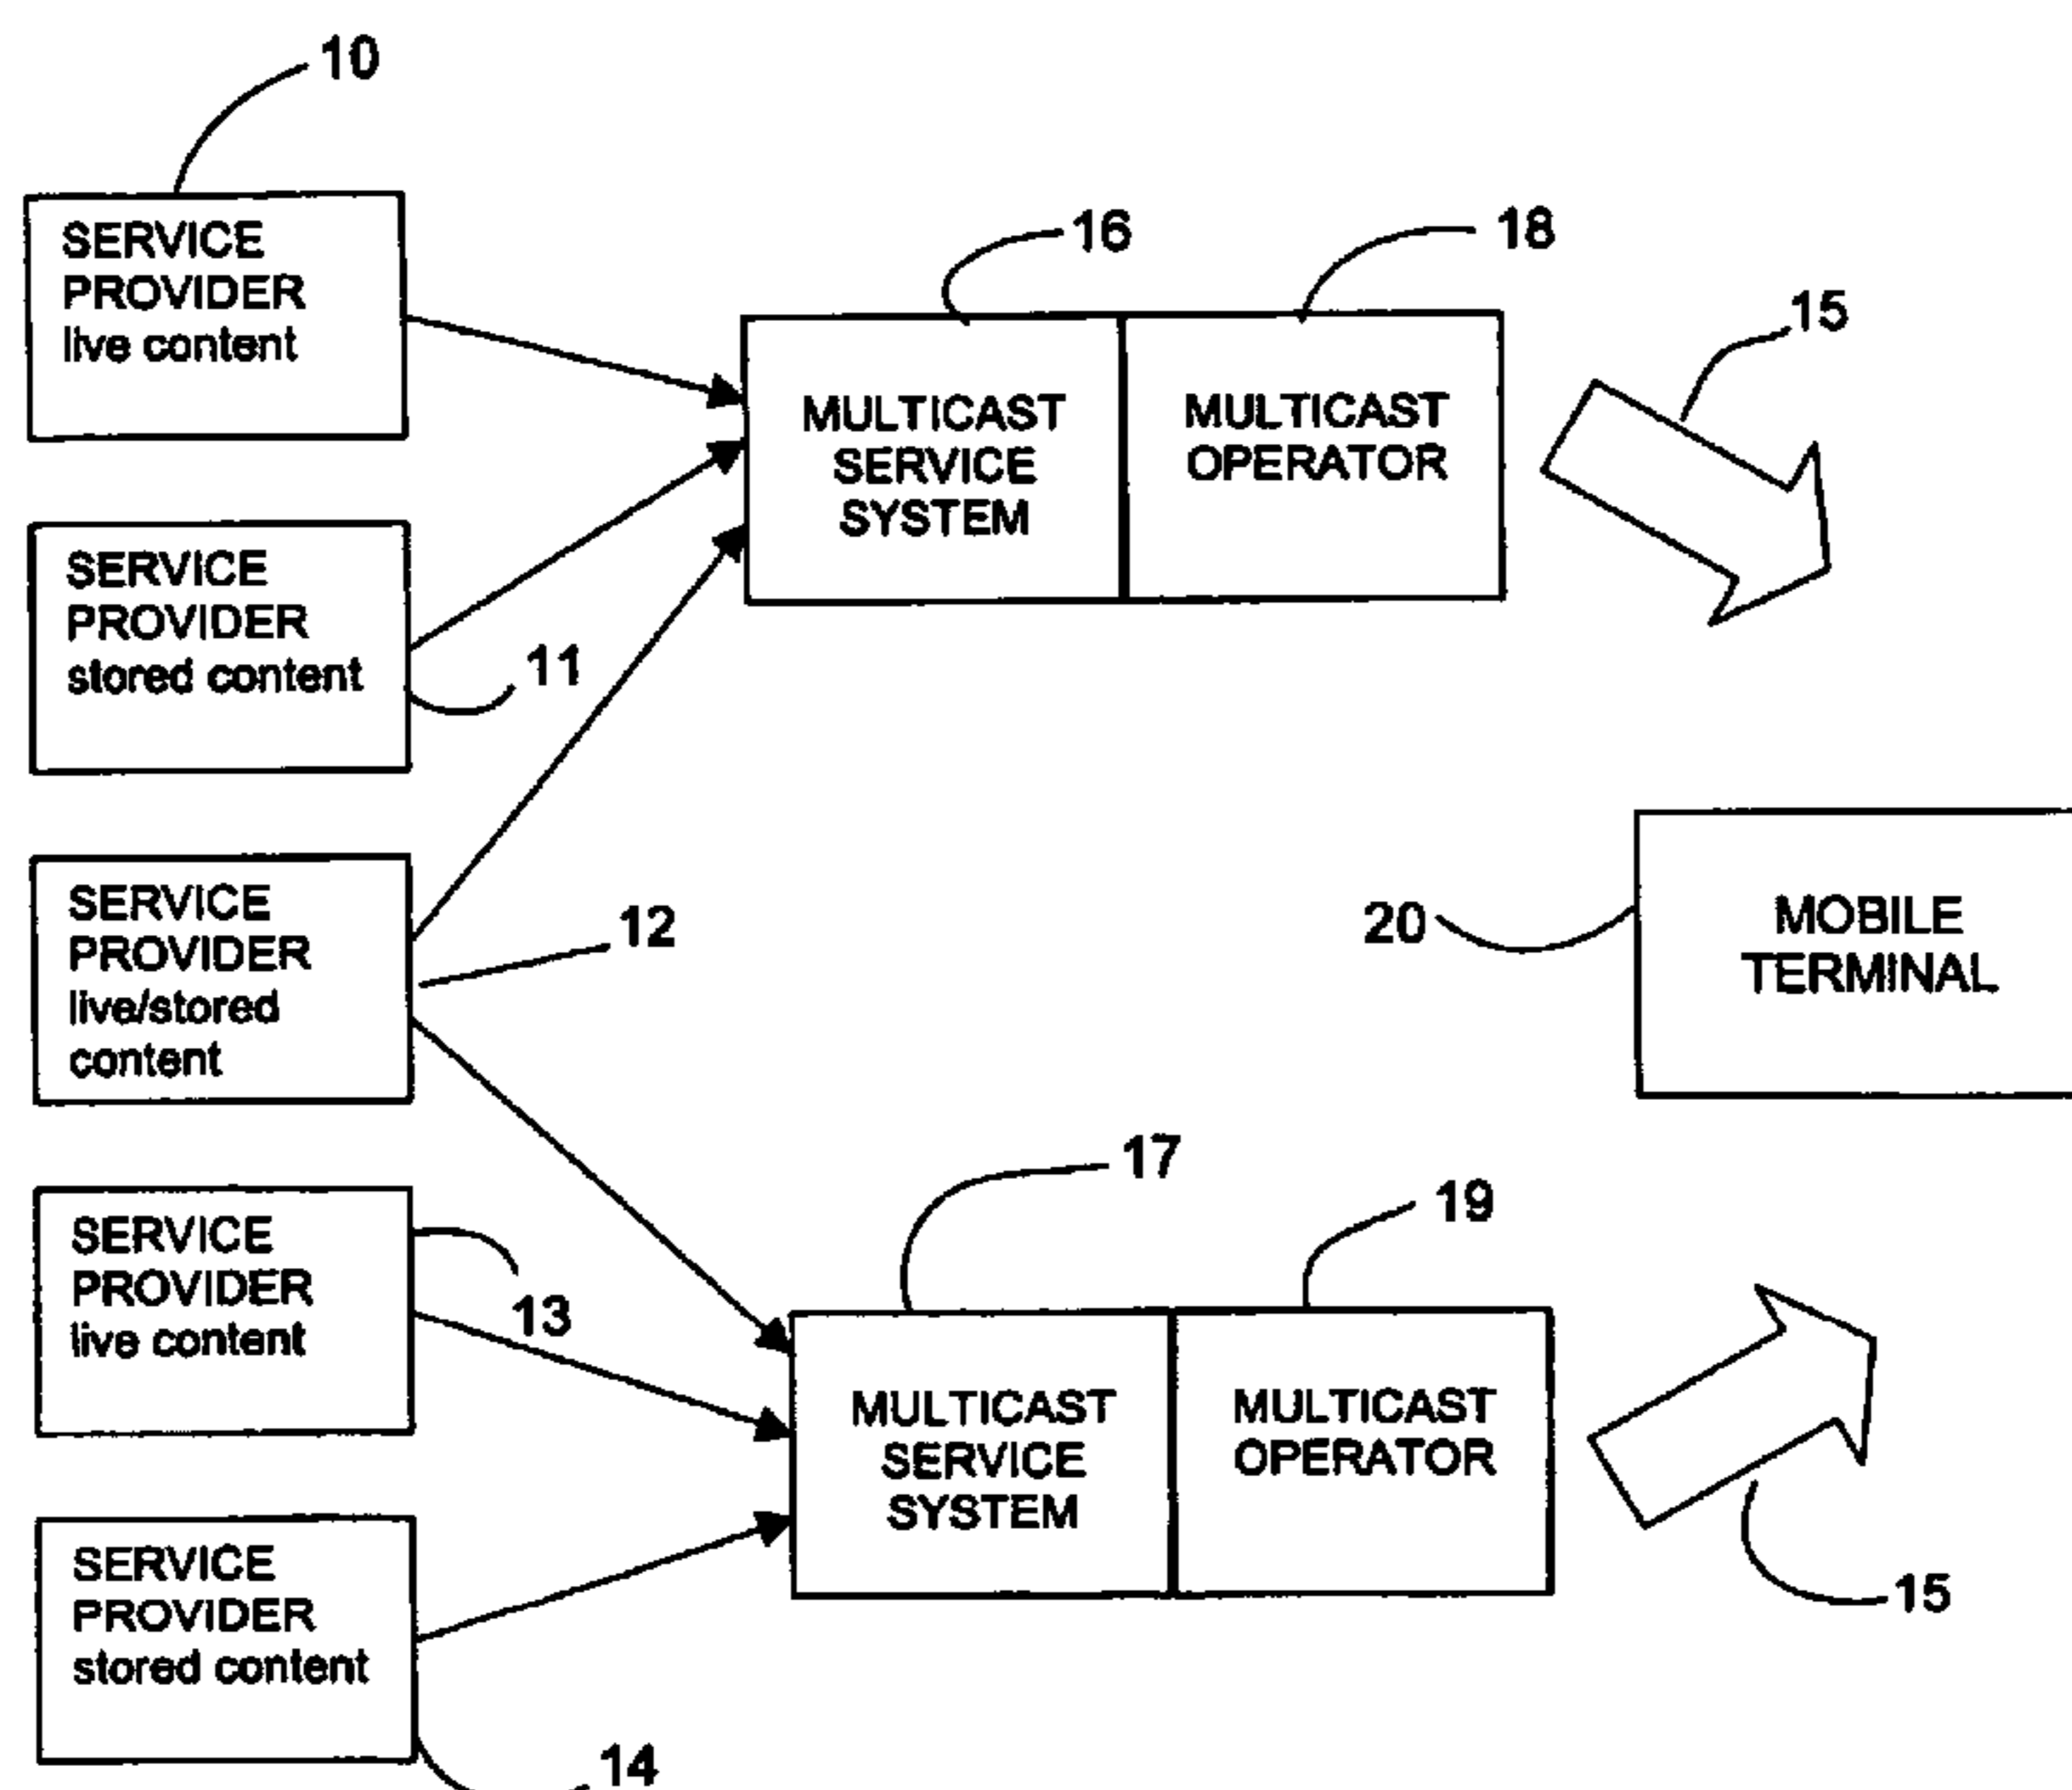 10
SERVICE
PROVIDER
live content
16
18
15
MULTICAST
SERVICE
SYSTEM
MULTICAST
OPERATOR
SERVICE
PROVIDER
stored content
11
SERVICE
PROVIDER
live/stored
content
12
20
MOBILE
TERMINAL
SERVICE
PROVIDER
live content
13
17
19
MULTICAST
SERVICE
SYSTEM
MULTICAST
OPERATOR
15
SERVICE
PROVIDER
stored content
14